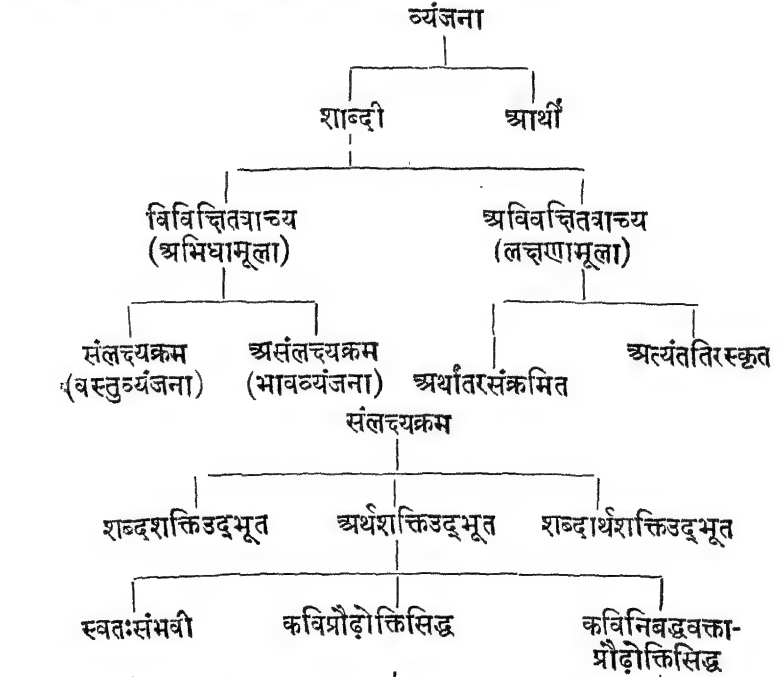 व्यंजना
शाब्दी आर्थी
विविक्षितवाच्य अविवक्षितवाच्य
(अभिधामूला) (लक्षणामूला)
संलक्ष्यक्रम असंलक्ष्यक्रम अत्यंततिरस्कृत
(वस्तुव्यंजना) (भावव्यंजना) अर्थांतरसंक्रमित
संलक्ष्यक्रम
शब्दशक्तिउद्भूत अर्थशक्तिउद्भूत शब्दार्थशक्तिउद्भूत
स्वतःसंभवी कविप्रौढ़ोक्तिसिद्ध कविनिबद्धवक्ता-
प्रौढ़ोक्तिसिद्ध